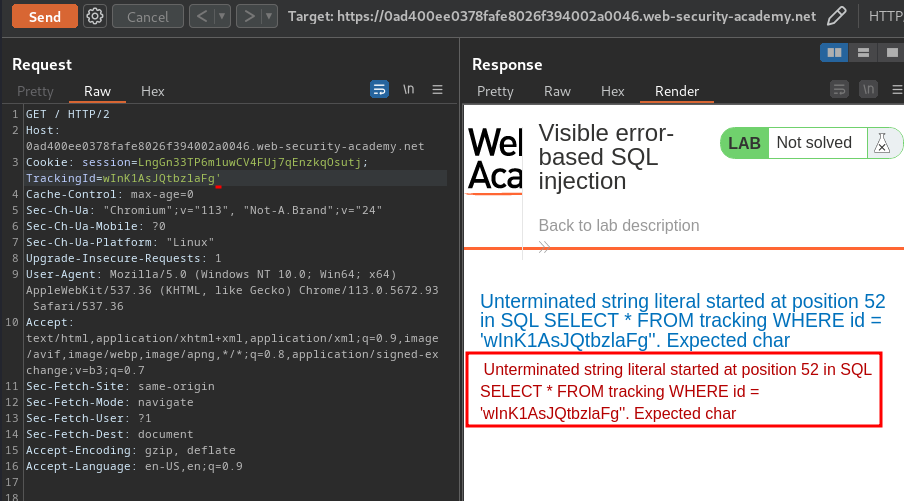 Send
Cancel
Target: https://0ad400ee0378fafe8026f394002a0046.web-security-academy.net
HTTP
Request
Pretty Raw Hex
\n
1 GET / HTTP/2
2 Host:
0ad400ee0378fafe8026f394002a0046.web-security-academy.net
3 Cookie: session=LngGn33TP6m1uwCV4FUj7qEnzkqOsutj;
TrackingId=wInK1AsJQtbzlaFg'
4 Cache-Control: max-age=0
5 Sec-Ch-Ua: "Chromium";v="113", "Not-A.Brand";v="24"
6 Sec-Ch-Ua-Mobile: ?0
7 Sec-Ch-Ua-Platform: "Linux"
8 Upgrade-Insecure-Requests: 1
9 User-Agent: Mozilla/5.0 (Windows NT 10.0; Win64; x64)
AppleWebKit/537.36 (KHTML, like Gecko) Chrome/113.0.5672.93
Safari/537.36
10 Accept:
text/html,application/xhtml+xml,application/xml;q=0.9,image
/avif,image/webp,image/apng,*/*;q=0.8,application/signed-ex
change;v=b3;q=0.7
11 Sec-Fetch-Site: same-origin
12 Sec-Fetch-Mode: navigate
13 Sec-Fetch-User: ?1
14 Sec-Fetch-Dest: document
15 Accept-Encoding: gzip, deflate
16 Accept-Language: en-US,en;q=0.9
17
18
Response
Pretty Raw Hex Render
\n
Web
Aca
Visible error-
based SQL
injection
LAB Not solved
Back to lab description
Unterminated string literal started at position 52
in SQL SELECT * FROM tracking WHERE id =
'wInK1AsJQtbzlaFg''. Expected char
Unterminated string literal started at position 52 in SQL
SELECT * FROM tracking WHERE id =
'wInK1AsJQtbzlaFg''. Expected char